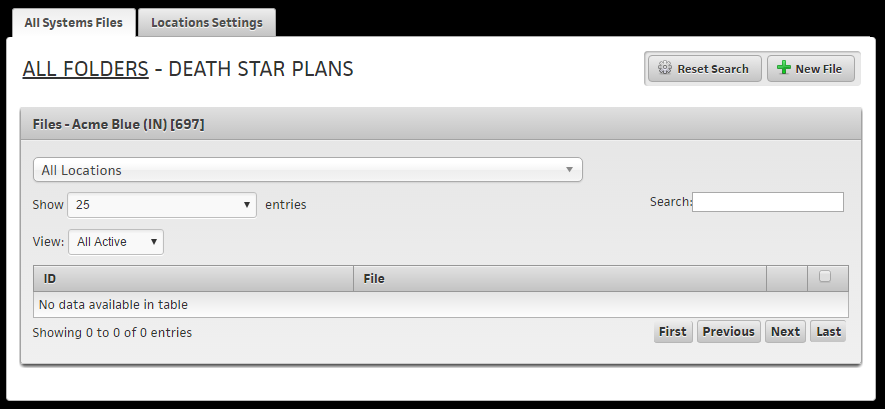 All Systems Files Locations Settings
ALL FOLDERS - DEATH STAR PLANS Reset Search New File
Files - Acme Blue (IN) [697]
All Locations
Show 25 entries Search:
View: All Active
ID File
No data available in table
Showing 0 to 0 of 0 entries First Previous Next Last